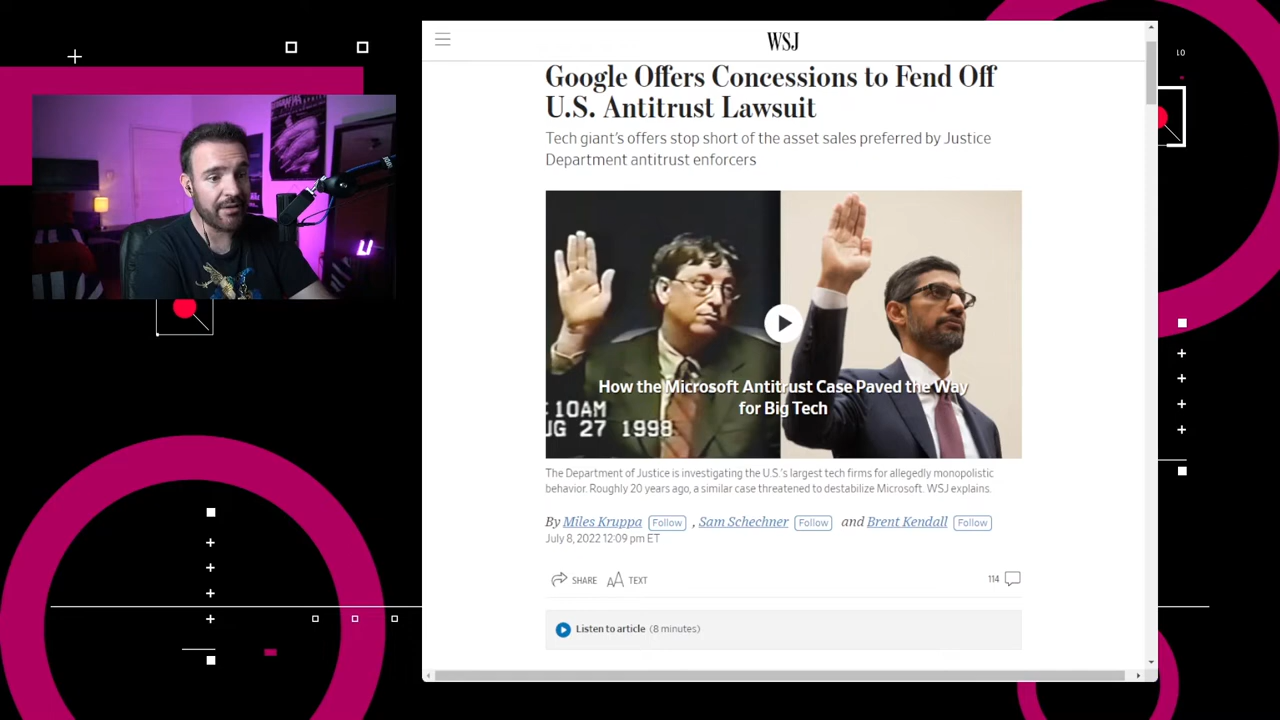 WSJ
Google Offers Concessions to Fend Off
U.S. Antitrust Lawsuit
Tech giant's offers stop short of the asset sales preferred by Justice
Department antitrust enforcers
How the Microsoft Antitrust Case Paved the Way
for Big Tech
10AM
UG 27 1998
The Department of Justice is investigating the U.S.'s largest tech firms for allegedly monopolistic
behavior. Roughly 20 years ago, a similar case threatened to destabilize Microsoft. WSJ explains.
By Miles Kruppa Follow , Sam Schechner Follow and Brent Kendall Follow
July 8, 2022 12:09 pm ET
SHARE AA TEXT
114
Listen to article (8 minutes)